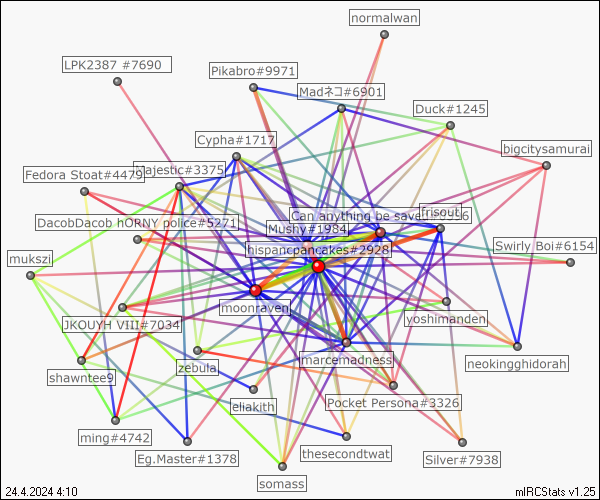 normalwan
LPK2387 #7690
Pikabro#9971
Madネコ#6901
Duck#1245
Cypha#1717
bigcitysamurai
Fedora Stoat#4479
Majestic#3375
Can anything be saved
frisout
DacobDacob hORNY police#5271
Mushy#1984
hispancpancakes#2928
Swirly Boi#6154
mukszi
moonraven
yoshimanden
JKOUYH VIII#7034
marcemadness
neokingghidorah
zebula
shawntee9
eliakith
Pocket Persona#3326
ming#4742
thesecondtwat
Eg.Master#1378
Silver#7938
somass
24.4.2024 4:10
mIRCStats v1.25